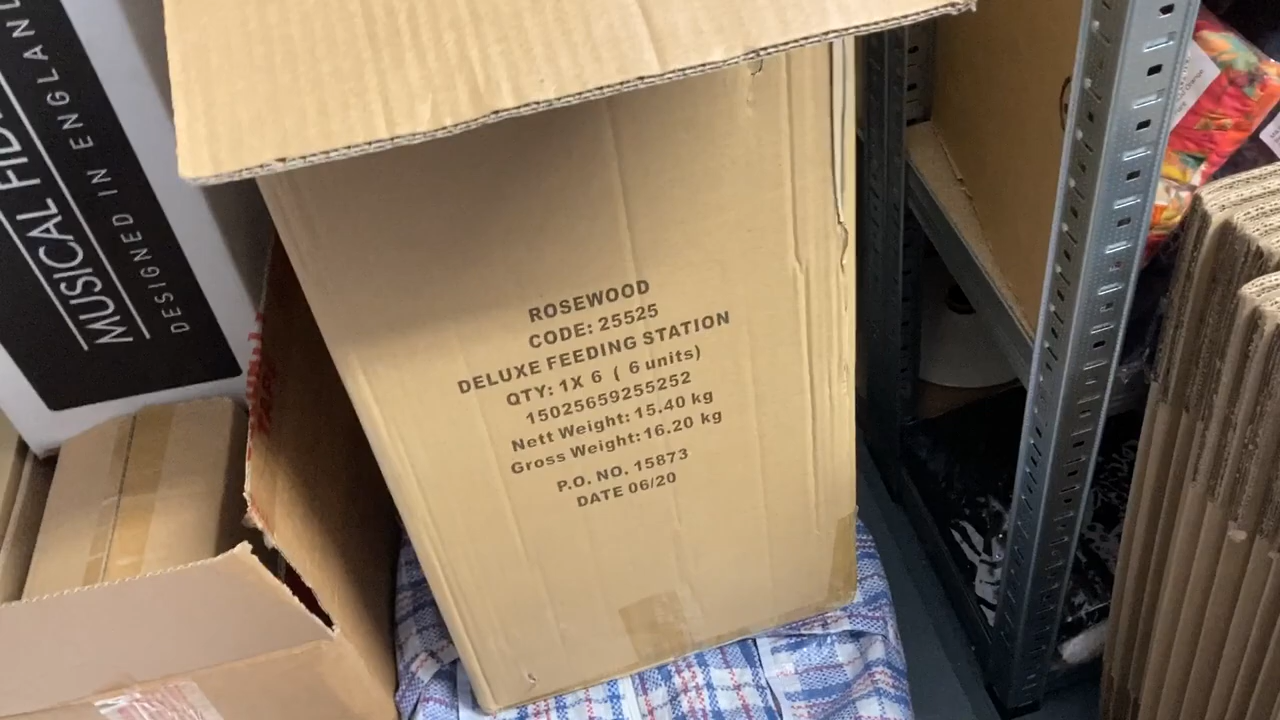 MUSICAL
DESIGNED IN ENGLAND
ROSEWOOD
CODE: 25525
DELUXE FEEDING STATION
QTY: 1X 6 ( 6 units)
15025659255252
Nett Weight: 15.40 kg
Gross Weight: 16.20 kg
P.O. NO. 15873
DATE 06/20